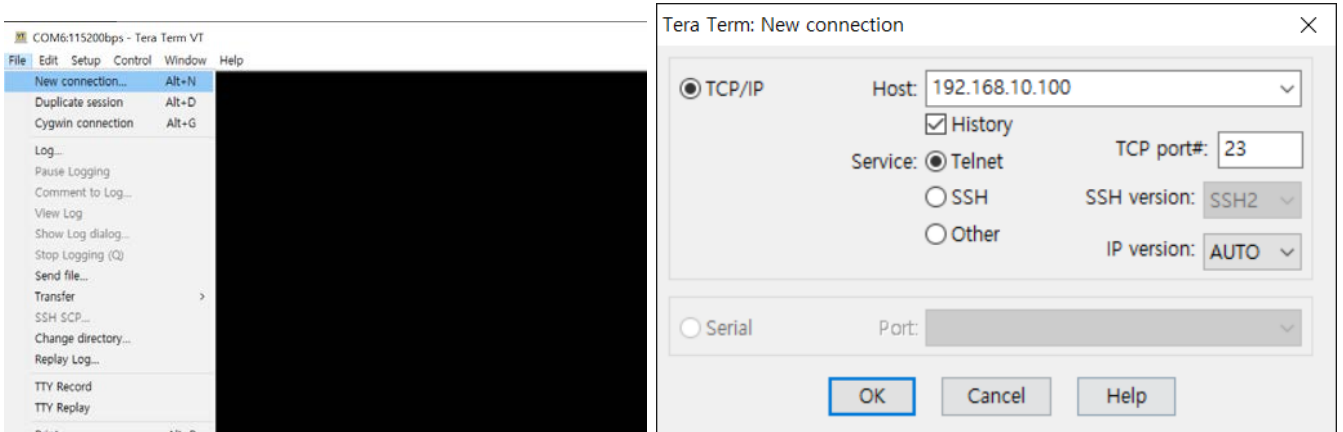 COM6:115200bps - Tera Term VT
File Edit Setup Control Window Help
New connection... Alt+N
Duplicate session Alt+D
Cygwin connection Alt+G
Log...
Pause Logging
Comment to Log...
View Log
Show Log dialog...
Stop Logging (Q)
Send file...
Transfer >
SSH SCP...
Change directory...
Replay Log...
TTY Record
TTY Replay
Tera Term: New connection
TCP/IP Host: 192.168.10.100
History
Service: Telnet TCP port#: 23
SSH SSH version: SSH2
Other IP version: AUTO
Serial Port:
OK Cancel Help